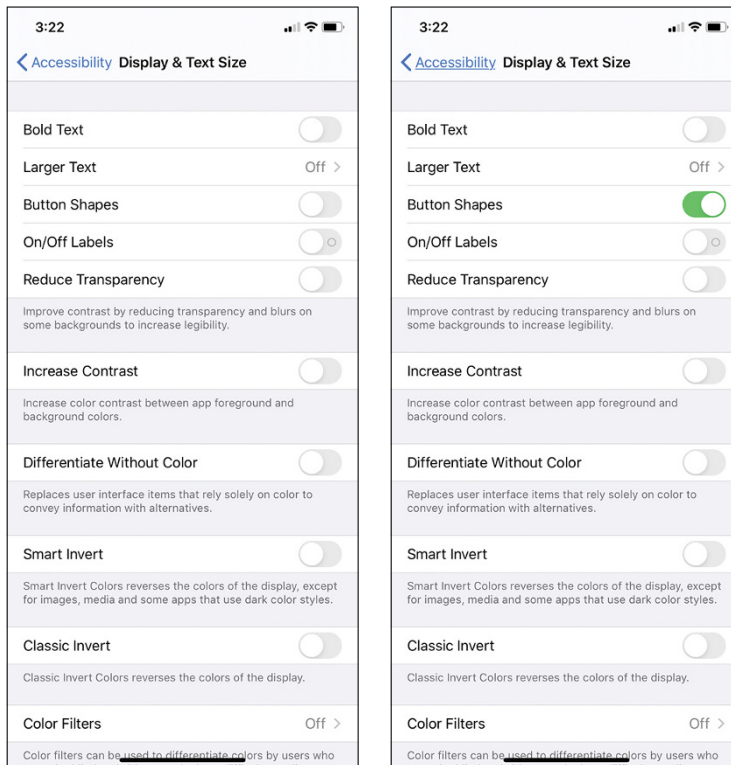 3:22
Accessibility Display & Text Size
Bold Text
Larger Text Off
Button Shapes
On/Off Labels
Reduce Transparency
Improve contrast by reducing transparency and blurs on
some backgrounds to increase legibility.
Increase Contrast
Increase color contrast between app foreground and
background colors.
Differentiate Without Color
Replaces user interface items that rely solely on color to
convey information with alternatives.
Smart Invert
Smart Invert Colors reverses the colors of the display, except
for images, media and some apps that use dark color styles.
Classic Invert
Classic Invert Colors reverses the colors of the display.
Color Filters Off
Color filters can be used to differentiate colors by users who
3:22
Accessibility Display & Text Size
Bold Text
Larger Text Off
Button Shapes
On/Off Labels
Reduce Transparency
Improve contrast by reducing transparency and blurs on
some backgrounds to increase legibility.
Increase Contrast
Increase color contrast between app foreground and
background colors.
Differentiate Without Color
Replaces user interface items that rely solely on color to
convey information with alternatives.
Smart Invert
Smart Invert Colors reverses the colors of the display, except
for images, media and some apps that use dark color styles.
Classic Invert
Classic Invert Colors reverses the colors of the display.
Color Filters Off
Color filters can be used to differentiate colors by users who